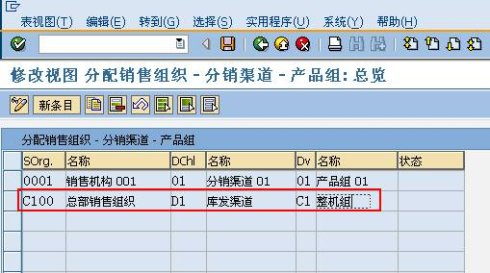 表视图(T) 编辑(E) 转到(G) 选择(S) 实用程序(U) 系统(Y) 帮助(H)
修改视图 分配销售组织 - 分销渠道 - 产品组: 总览
新条目
分配销售组织 - 分销渠道 - 产品组
SOrg. 名称 DChl 名称 Dv 名称 状态
0001 销售机构 001 01 分销渠道 01 01 产品组 01
C100 总部销售组织 D1 库发渠道 C1 整机组